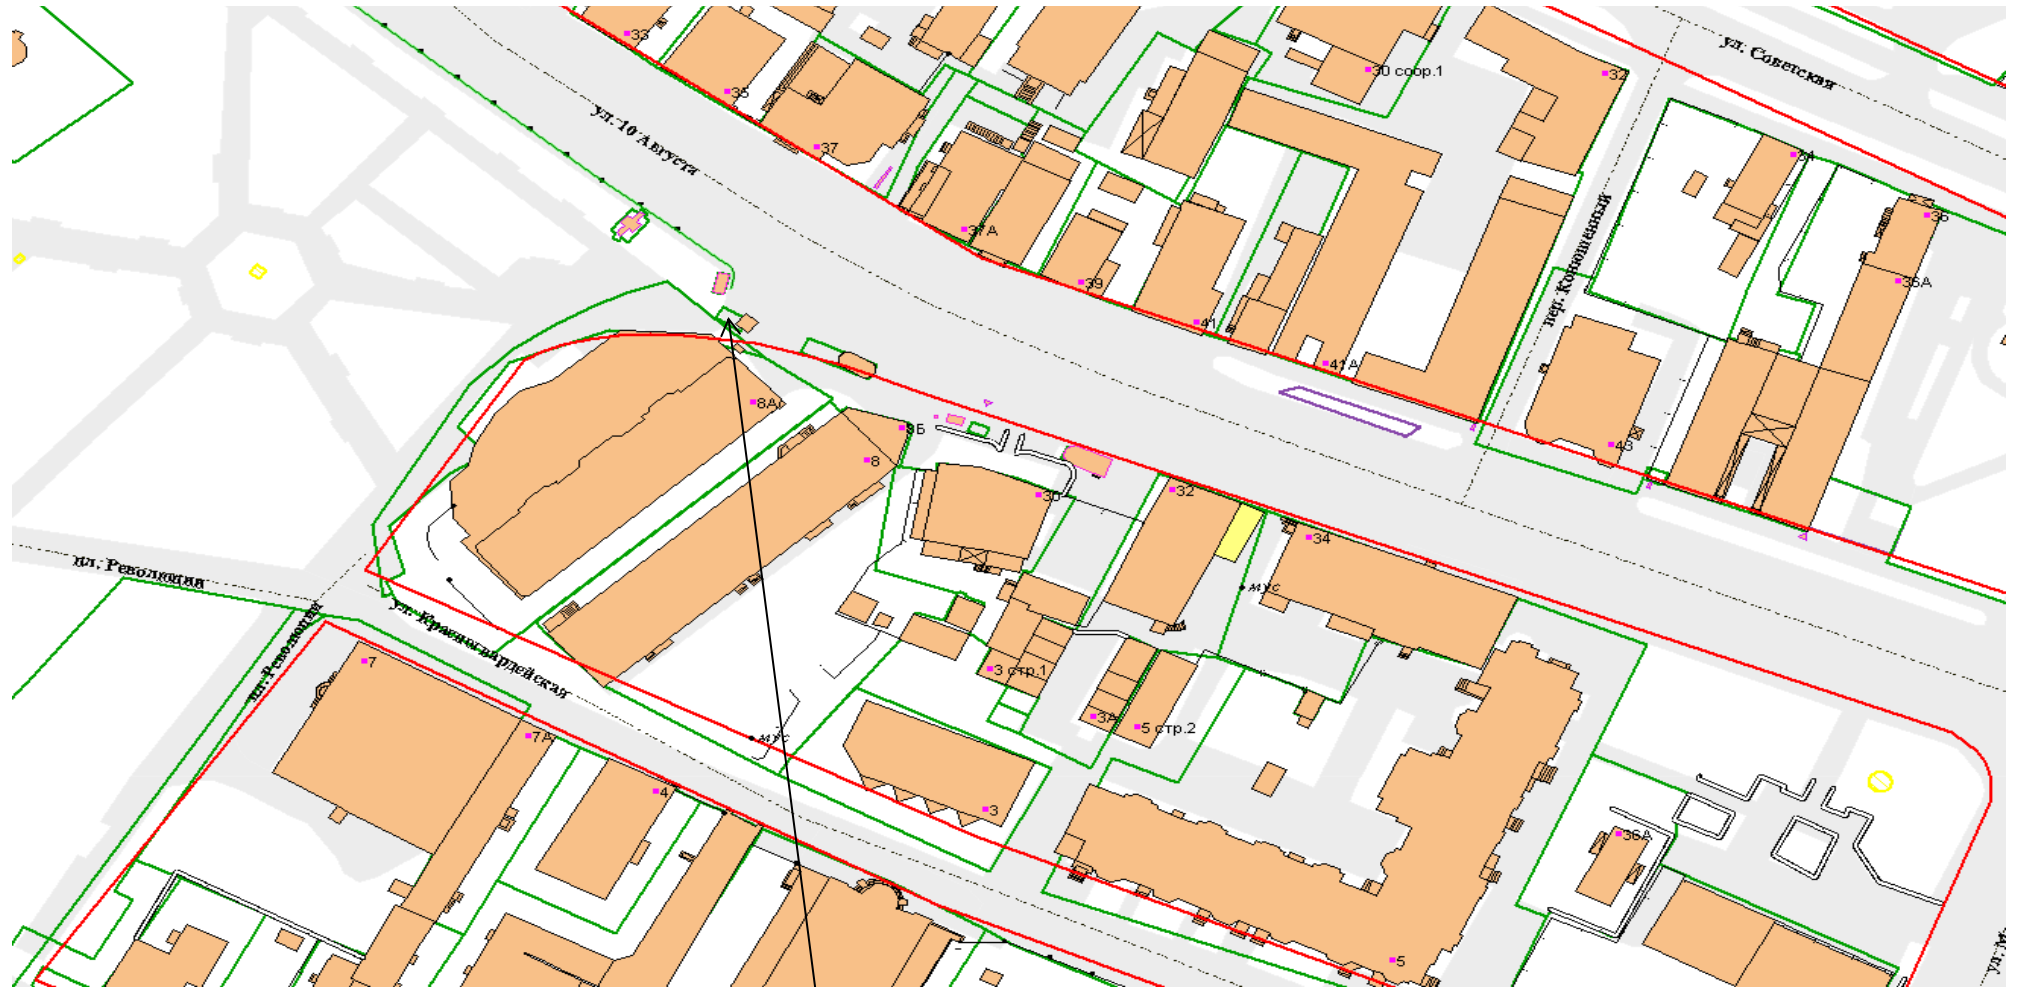 33
ул. Советская
30 соор.1
32
35
ул. 10 Августа
37
34
36
37А
пер. Конюшенный
39
36А
41
41А
8А
8Б
43
8
32
30
34
пл. Революции
мус
ул. Красногвардейская
пл. Революции
7
3 стр.1
3А
5 стр.2
7А
мус
4
3
36А
5